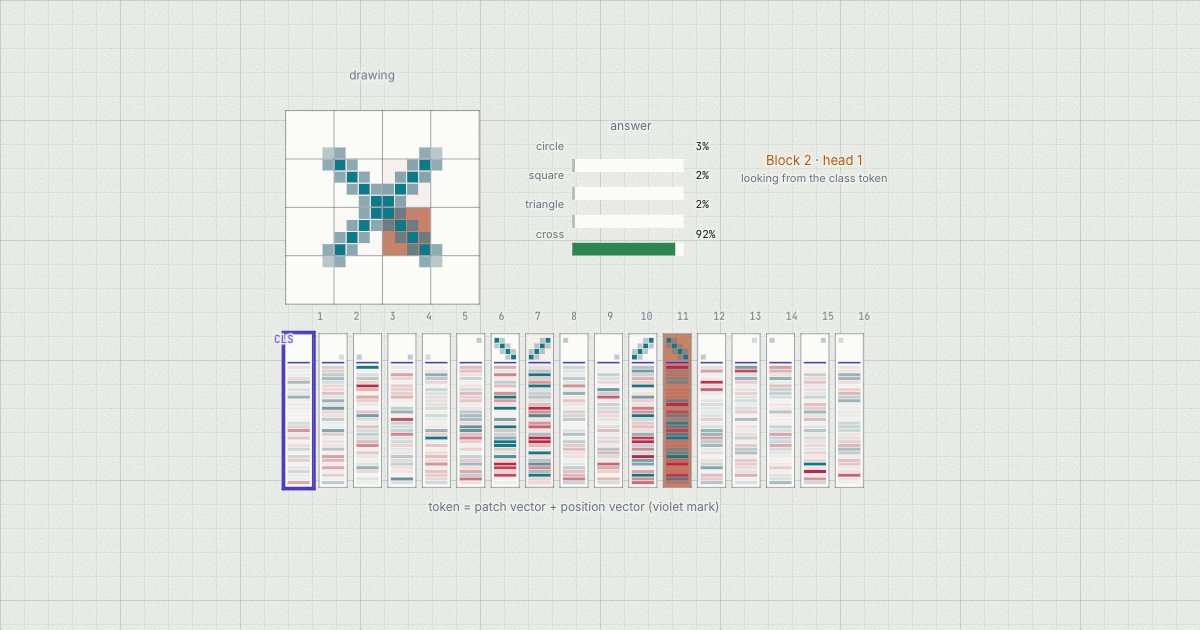 drawing
answer
circle 3%
square 2%
triangle 2%
cross 92%
Block 2 · head 1
looking from the class token
1 2 3 4 5 6 7 8 9 10 11 12 13 14 15 16
CLS
token = patch vector + position vector (violet mark)